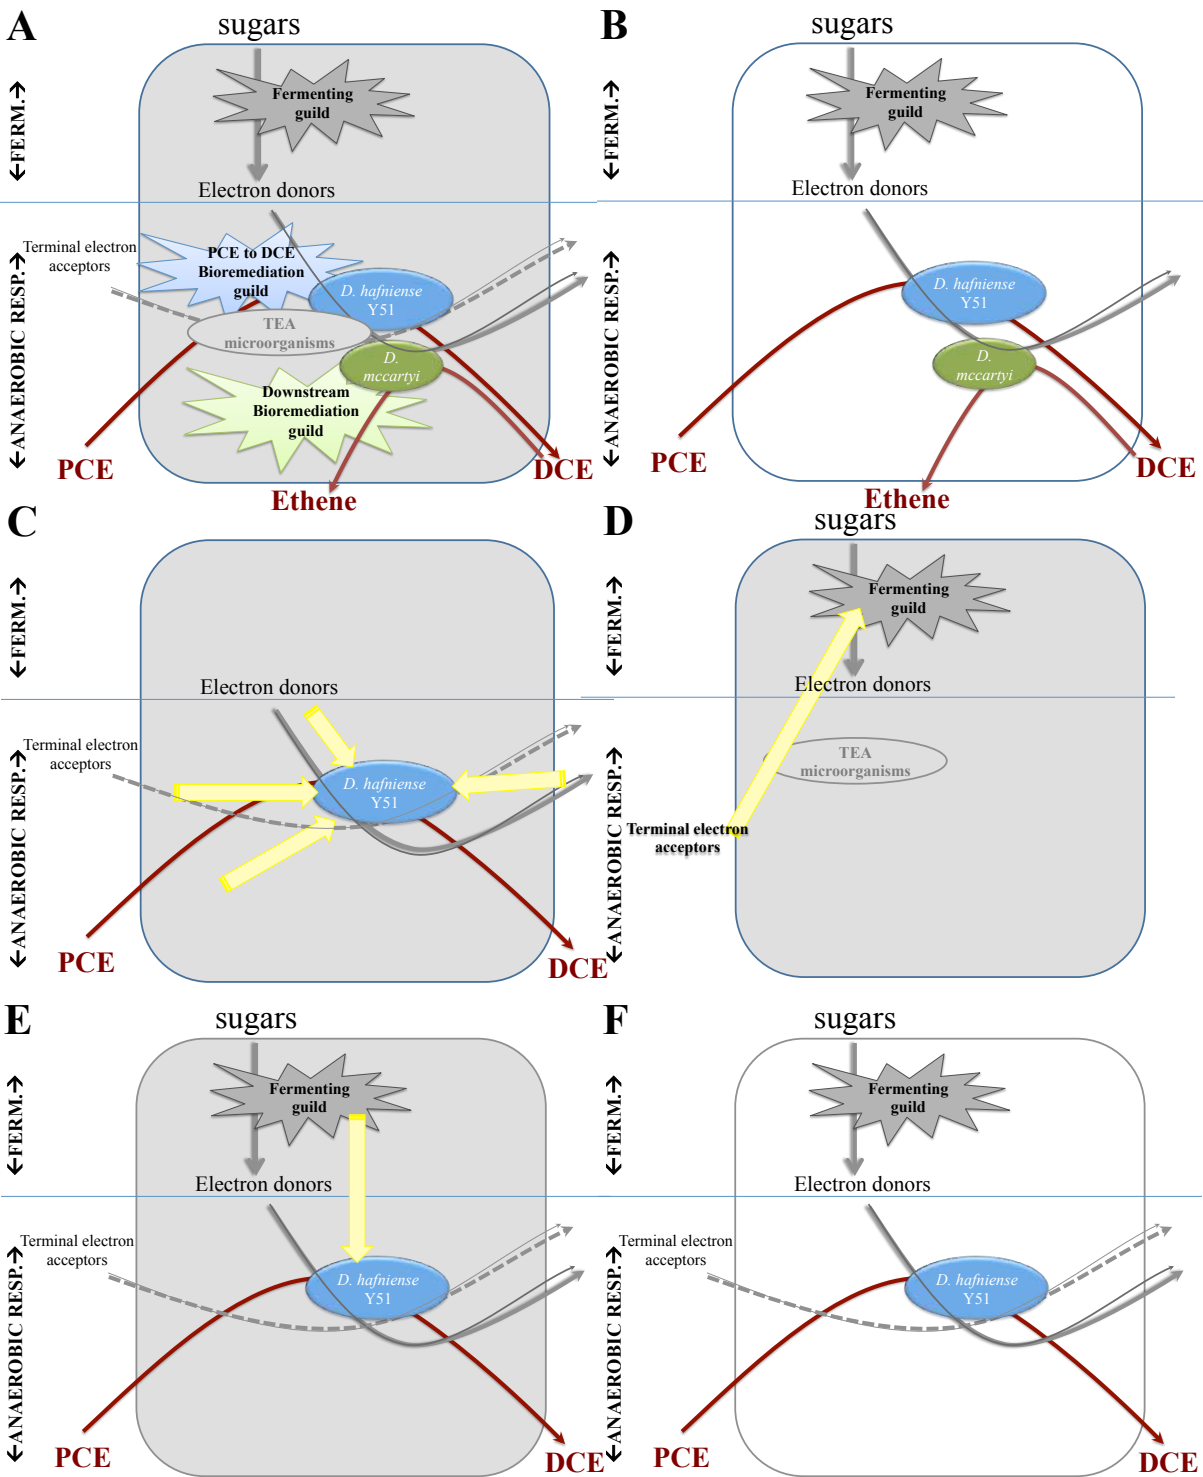 A
sugars
←FERM.→
Fermenting
guild
Electron donors
Terminal electron
acceptors
←ANAEROBIC RESP.→
PCE to DCE
Bioremediation
guild
D. hafniense
Y51
TEA
microorganisms
D.
mccartyi
Downstream
Bioremediation
guild
PCE
DCE
Ethene
B
sugars
←FERM.→
Fermenting
guild
Electron donors
←ANAEROBIC RESP.→
D. hafniense
Y51
D.
mccartyi
PCE
DCE
Ethene
C
←FERM.→
Electron donors
Terminal electron
acceptors
←ANAEROBIC RESP.→
D. hafniense
Y51
PCE
DCE
D
sugars
←FERM.→
Fermenting
guild
Electron donors
TEA
microorganisms
←ANAEROBIC RESP.→
Terminal electron
acceptors
E
sugars
←FERM.→
Fermenting
guild
Electron donors
Terminal electron
acceptors
←ANAEROBIC RESP.→
D. hafniense
Y51
PCE
DCE
F
sugars
←FERM.→
Fermenting
guild
Electron donors
Terminal electron
acceptors
←ANAEROBIC RESP.→
D. hafniense
Y51
PCE
DCE